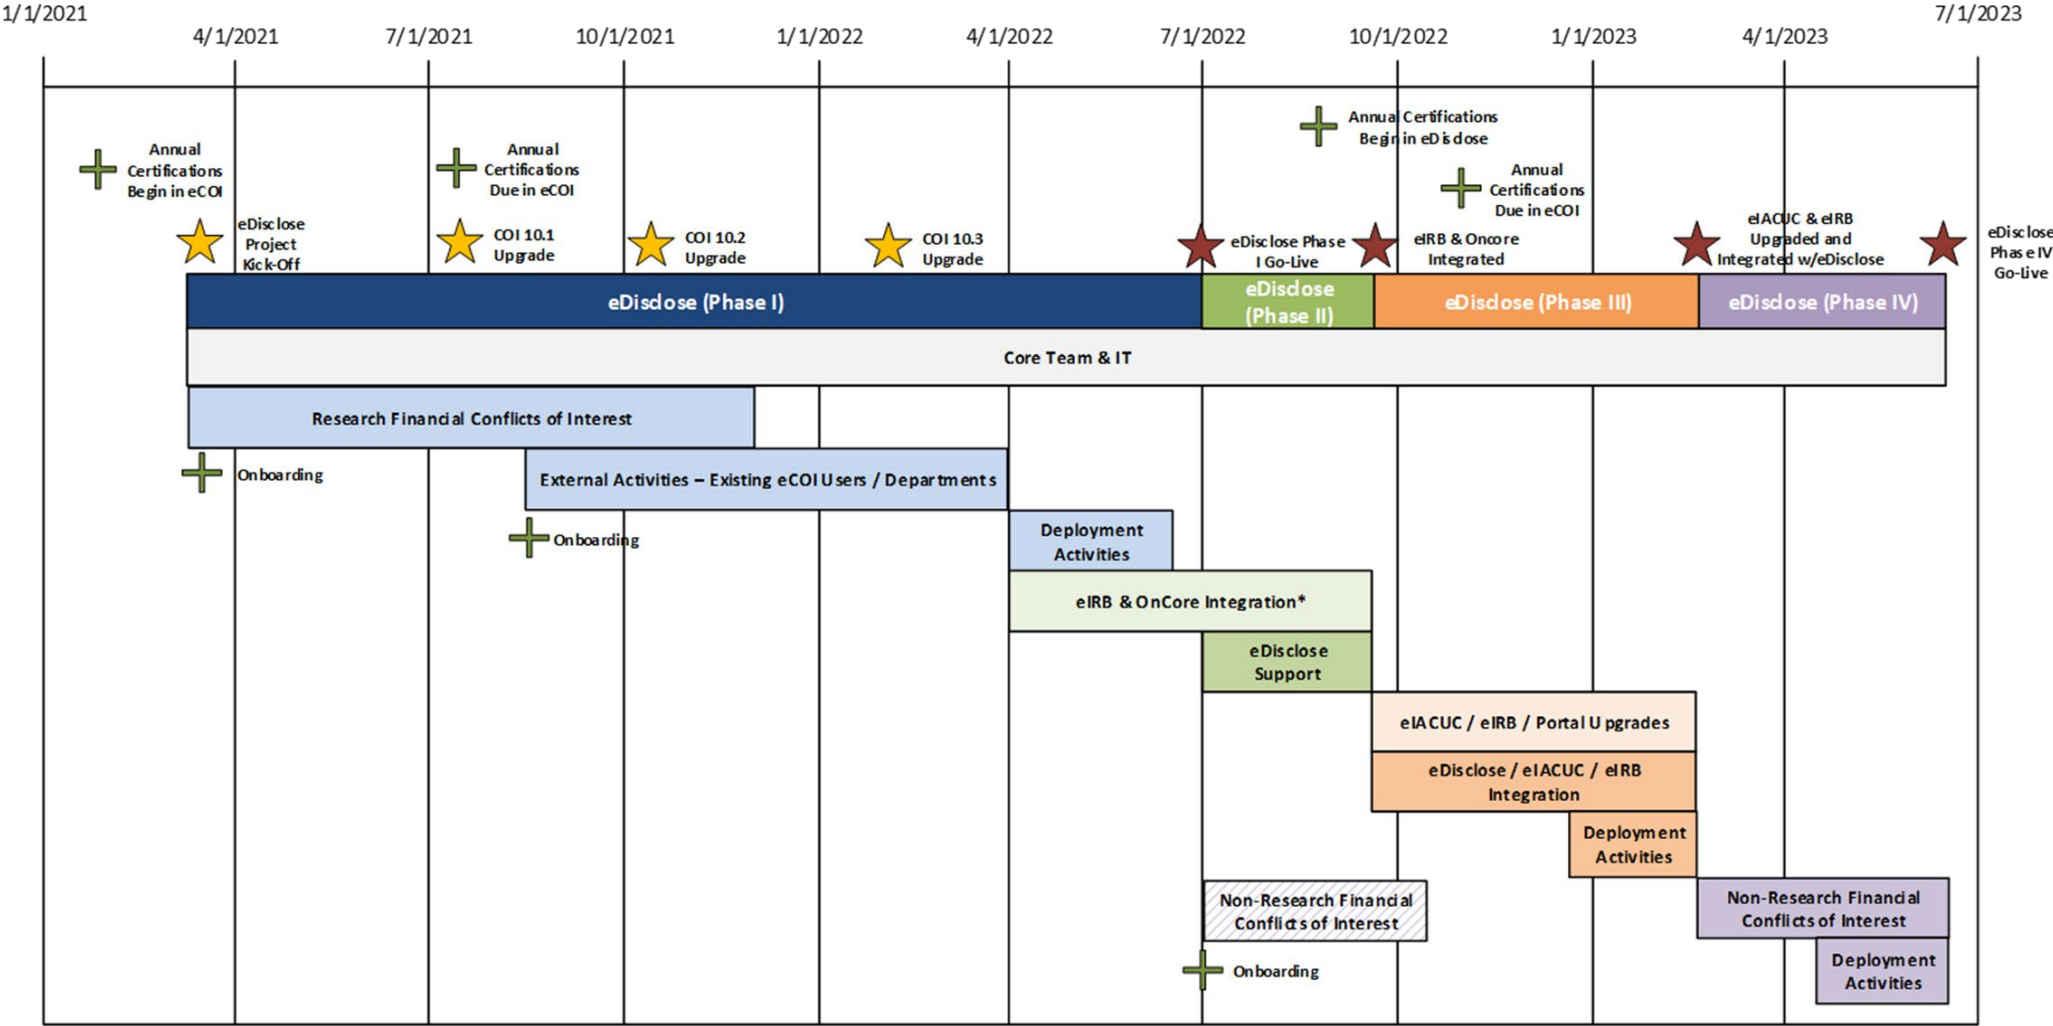 1/1/2021
7/1/2023
4/1/2021
7/1/2021
10/1/2021
1/1/2022
4/1/2022
7/1/2022
10/1/2022
1/1/2023
4/1/2023
Annual
Certifications
Begin in eCOI
Annual
Certifications
Due in eCOI
Annual Certifications
Begin in eDisclose
Annual
Certifications
Due in eCOI
eDisclose
Project
Kick-Off
COI 10.1
Upgrade
COI 10.2
Upgrade
COI 10.3
Upgrade
eDisclose Phase
I Go-Live
eIRB & Oncore
Integrated
eIACUC & eIRB
Upgraded and
Integrated w/eDisclose
eDisclose
Phase IV
Go-Live
eDisclose (Phase I)
eDisclose
(Phase II)
eDisclose (Phase III)
eDisclose (Phase IV)
Core Team & IT
Research Financial Conflicts of Interest
Onboarding
External Activities – Existing eCOI Users / Departments
Onboarding
Deployment
Activities
eIRB & OnCore Integration*
eDisclose
Support
eIACUC / eIRB / Portal Upgrades
eDisclose / eIACUC / eIRB
Integration
Deployment
Activities
Non-Research Financial
Conflicts of Interest
Non-Research Financial
Conflicts of Interest
Onboarding
Deployment
Activities